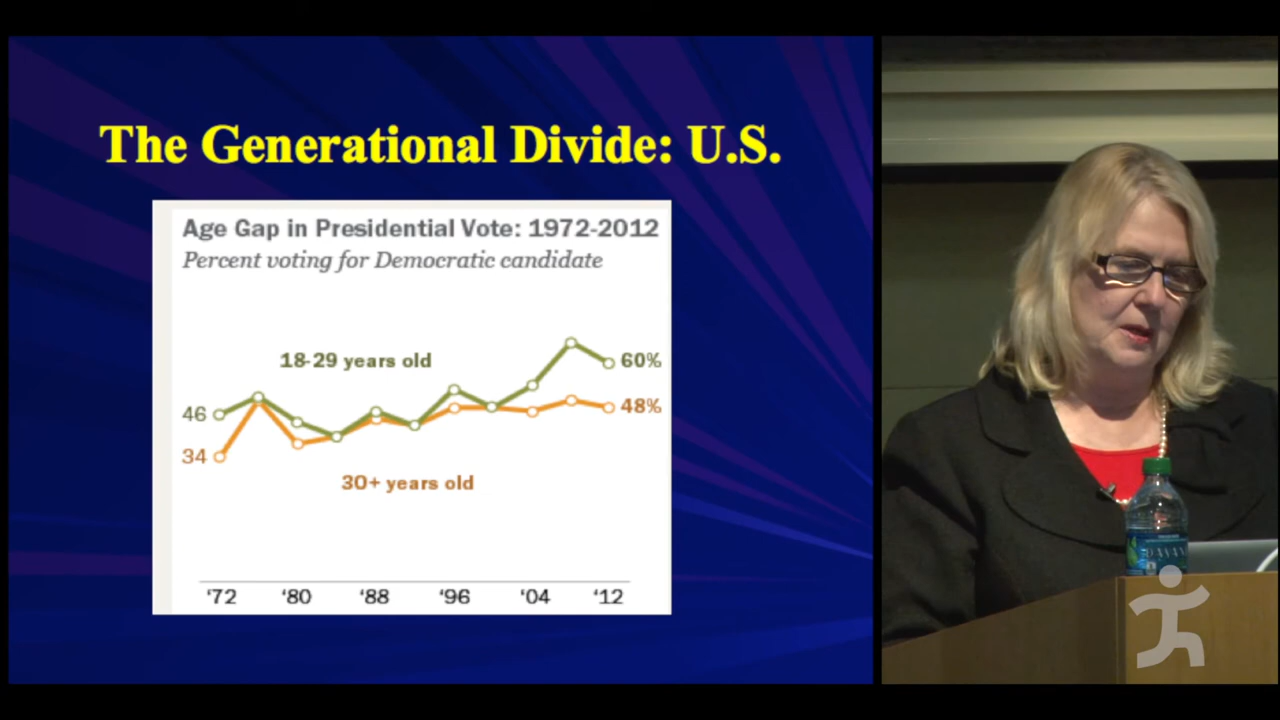 The Generational Divide: U.S.
Age Gap in Presidential Vote: 1972-2012
Percent voting for Democratic candidate
18-29 years old
60%
46
48%
34
30+ years old
'72 '80 '88 '96 '04 '12
DASANI